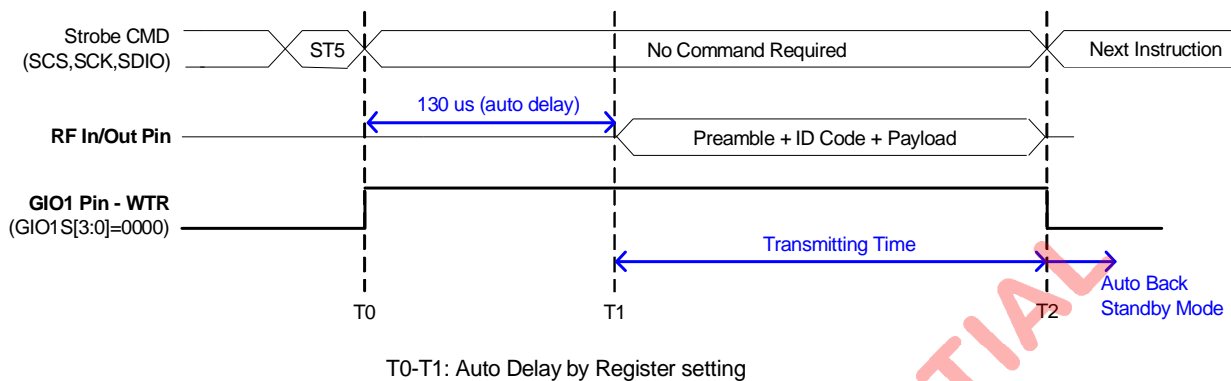 Strobe CMD
(SCS,SCK,SDIO)
ST5
No Command Required
Next Instruction
130 us (auto delay)
RF In/Out Pin
Preamble + ID Code + Payload
GIO1 Pin - WTR
(GIO1S[3:0]=0000)
Transmitting Time
Auto Back
Standby Mode
T0
T1
T2
T0-T1: Auto Delay by Register setting
TIAL